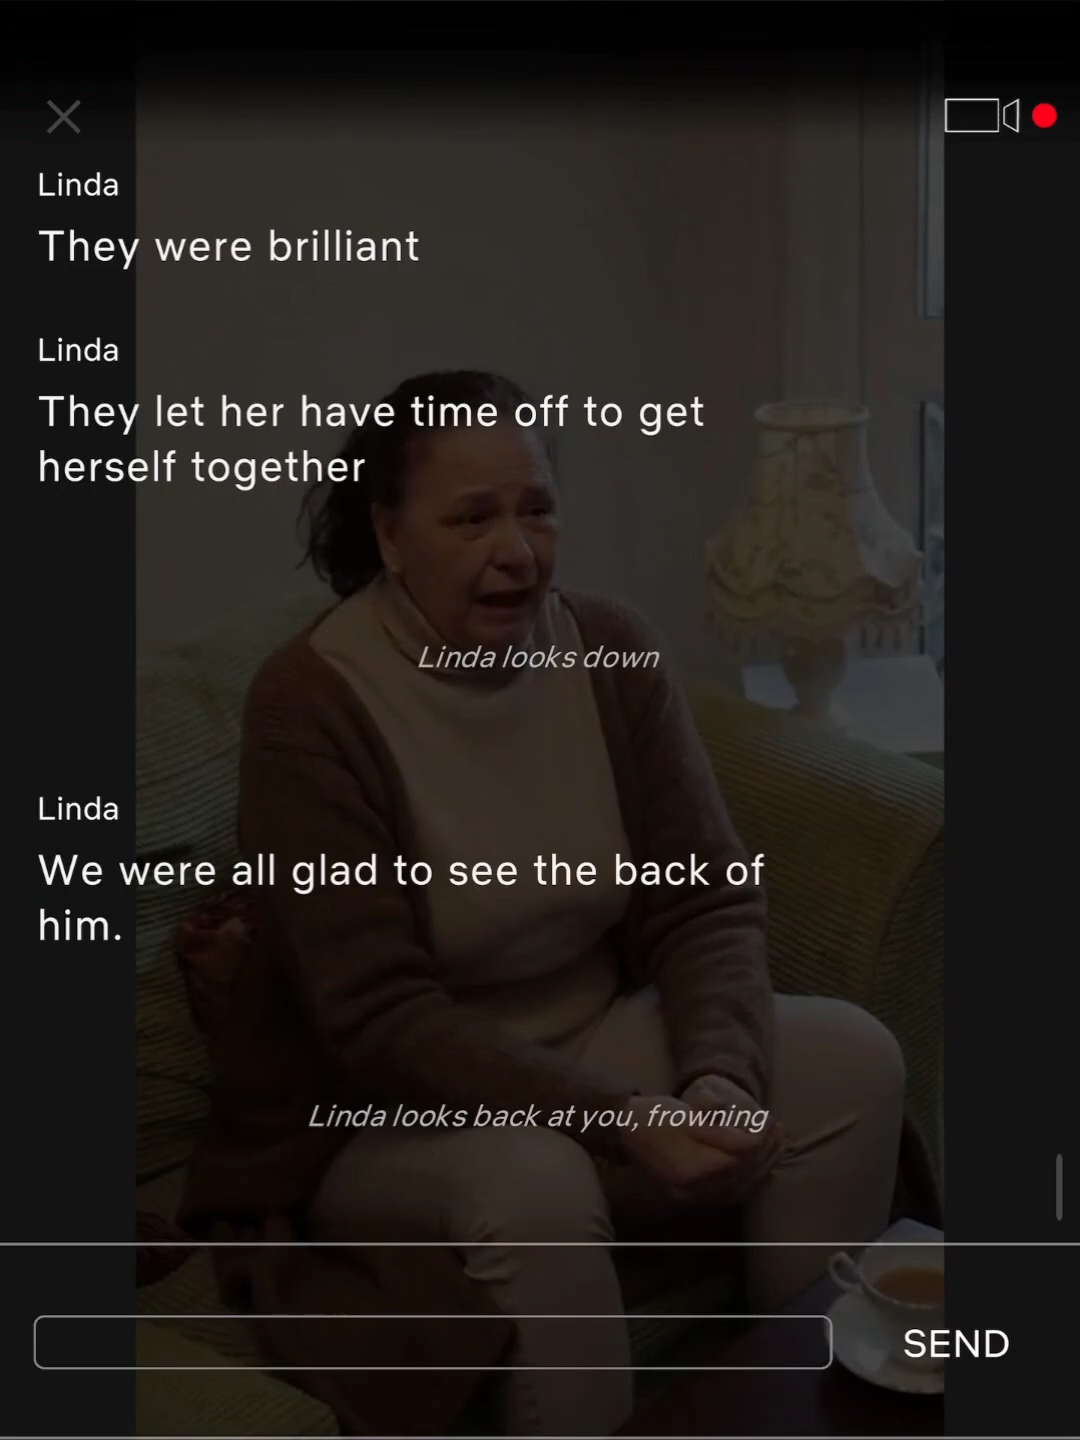 Linda
They were brilliant
Linda
They let her have time off to get
herself together
Linda looks down
Linda
We were all glad to see the back of
him.
Linda looks back at you, frowning
SEND